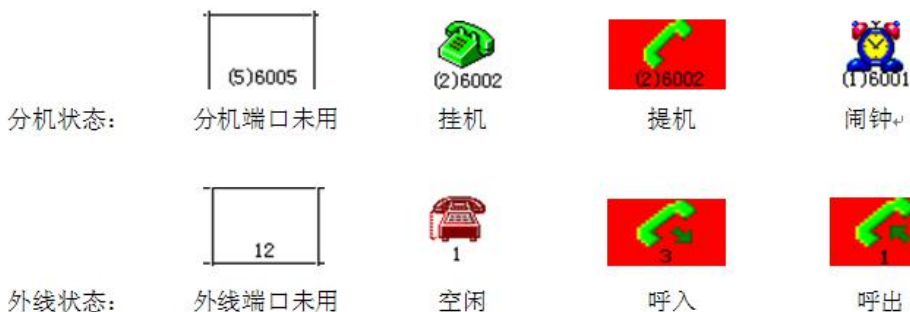 (5)6005 (2)6002 (2)6002 (1)6001
分机状态： 分机端口未用 挂机 提机 闹钟↵
12 1 3 1
外线状态： 外线端口未用 空闲 呼入 呼出